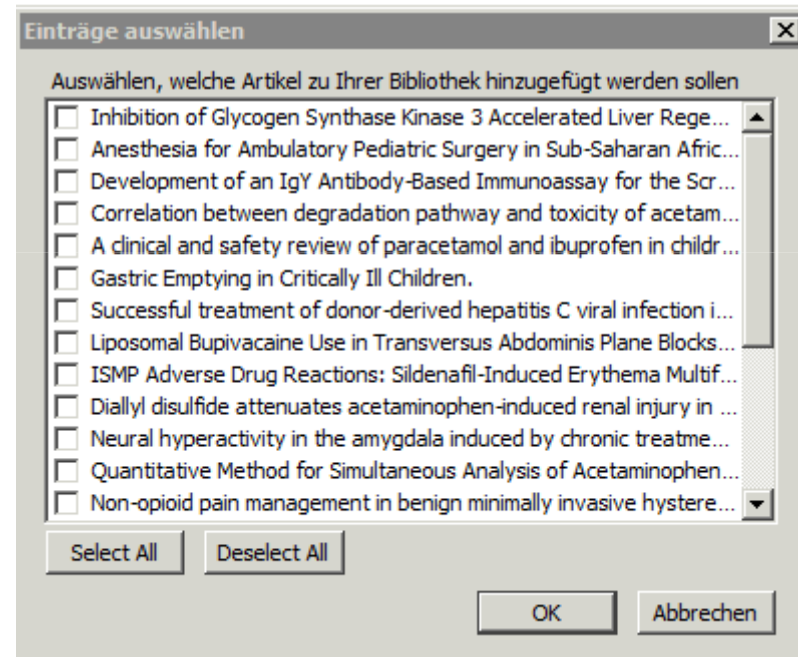 Einträge auswählen
Auswählen, welche Artikel zu Ihrer Bibliothek hinzugefügt werden sollen
Inhibition of Glycogen Synthase Kinase 3 Accelerated Liver Rege...
Anesthesia for Ambulatory Pediatric Surgery in Sub-Saharan Afric...
Development of an IgY Antibody-Based Immunoassay for the Scr...
Correlation between degradation pathway and toxicity of acetam...
A clinical and safety review of paracetamol and ibuprofen in childr...
Gastric Emptying in Critically Ill Children.
Successful treatment of donor-derived hepatitis C viral infection i...
Liposomal Bupivacaine Use in Transversus Abdominis Plane Blocks...
ISMP Adverse Drug Reactions: Sildenafil-Induced Erythema Multif...
Diallyl disulfide attenuates acetaminophen-induced renal injury in ...
Neural hyperactivity in the amygdala induced by chronic treatme...
Quantitative Method for Simultaneous Analysis of Acetaminophen...
Non-opioid pain management in benign minimally invasive hystere...
Select All Deselect All
OK Abbrechen